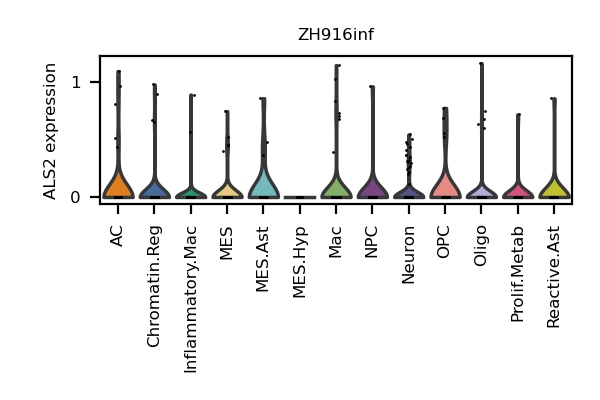 ZH916inf
ALS2 expression
1
0
AC
Chromatin.Reg
Inflammatory.Mac
MES
MES.Ast
MES.Hyp
Mac
NPC
Neuron
OPC
Oligo
Prolif.Metab
Reactive.Ast